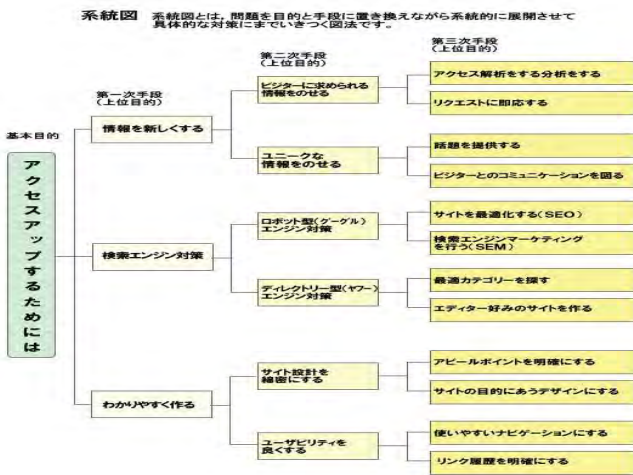 系統図 系統図とは，問題を目的と手段に置き換えながら系統的に展開させて
具体的な対策にまでいきつく図法です。
基本目的
第一次手段
（上位目的）
第二次手段
（上位目的）
第三次手段
（上位目的）
アクセスアップするためには
情報を新しくする
ビジターに求められる
情報をのせる
アクセス解析をする分析をする
リクエストに即応する
ユニークな
情報をのせる
話題を提供する
ビジターとのコミュニケーションを図る
検索エンジン対策
ロボット型（グーグル）
エンジン対策
サイトを最適化する（SEO）
検索エンジンマーケティング
を行う（SEM）
ディレクトリー型（ヤフー）
エンジン対策
最適カテゴリーを探す
エディター好みのサイトを作る
わかりやすく作る
サイト設計を
綿密にする
アピールポイントを明確にする
サイトの目的にあうデザインにする
ユーザビリティを
良くする
使いやすいナビゲーションにする
リンク履歴を明確にする